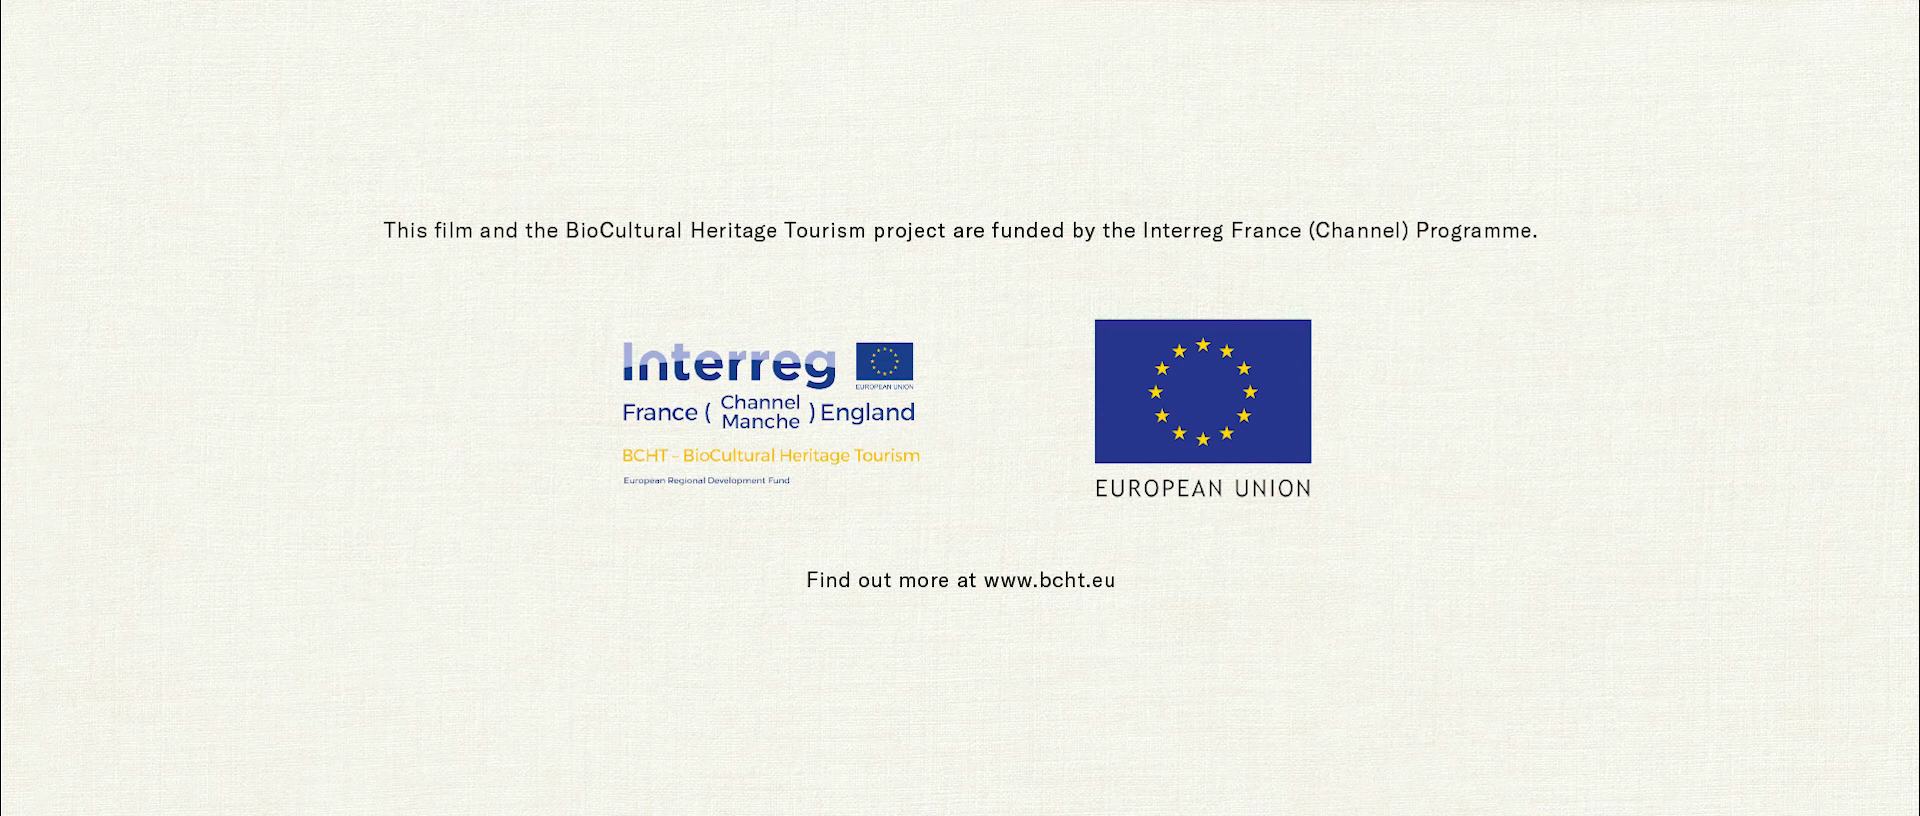 This film and the BioCultural Heritage Tourism project are funded by the Interreg France (Channel) Programme.
Interreg
EUROPEAN UNION
France ( Channel Manche ) England
BCHT - BioCultural Heritage Tourism
European Regional Development Fund
EUROPEAN UNION
Find out more at www.bcht.eu